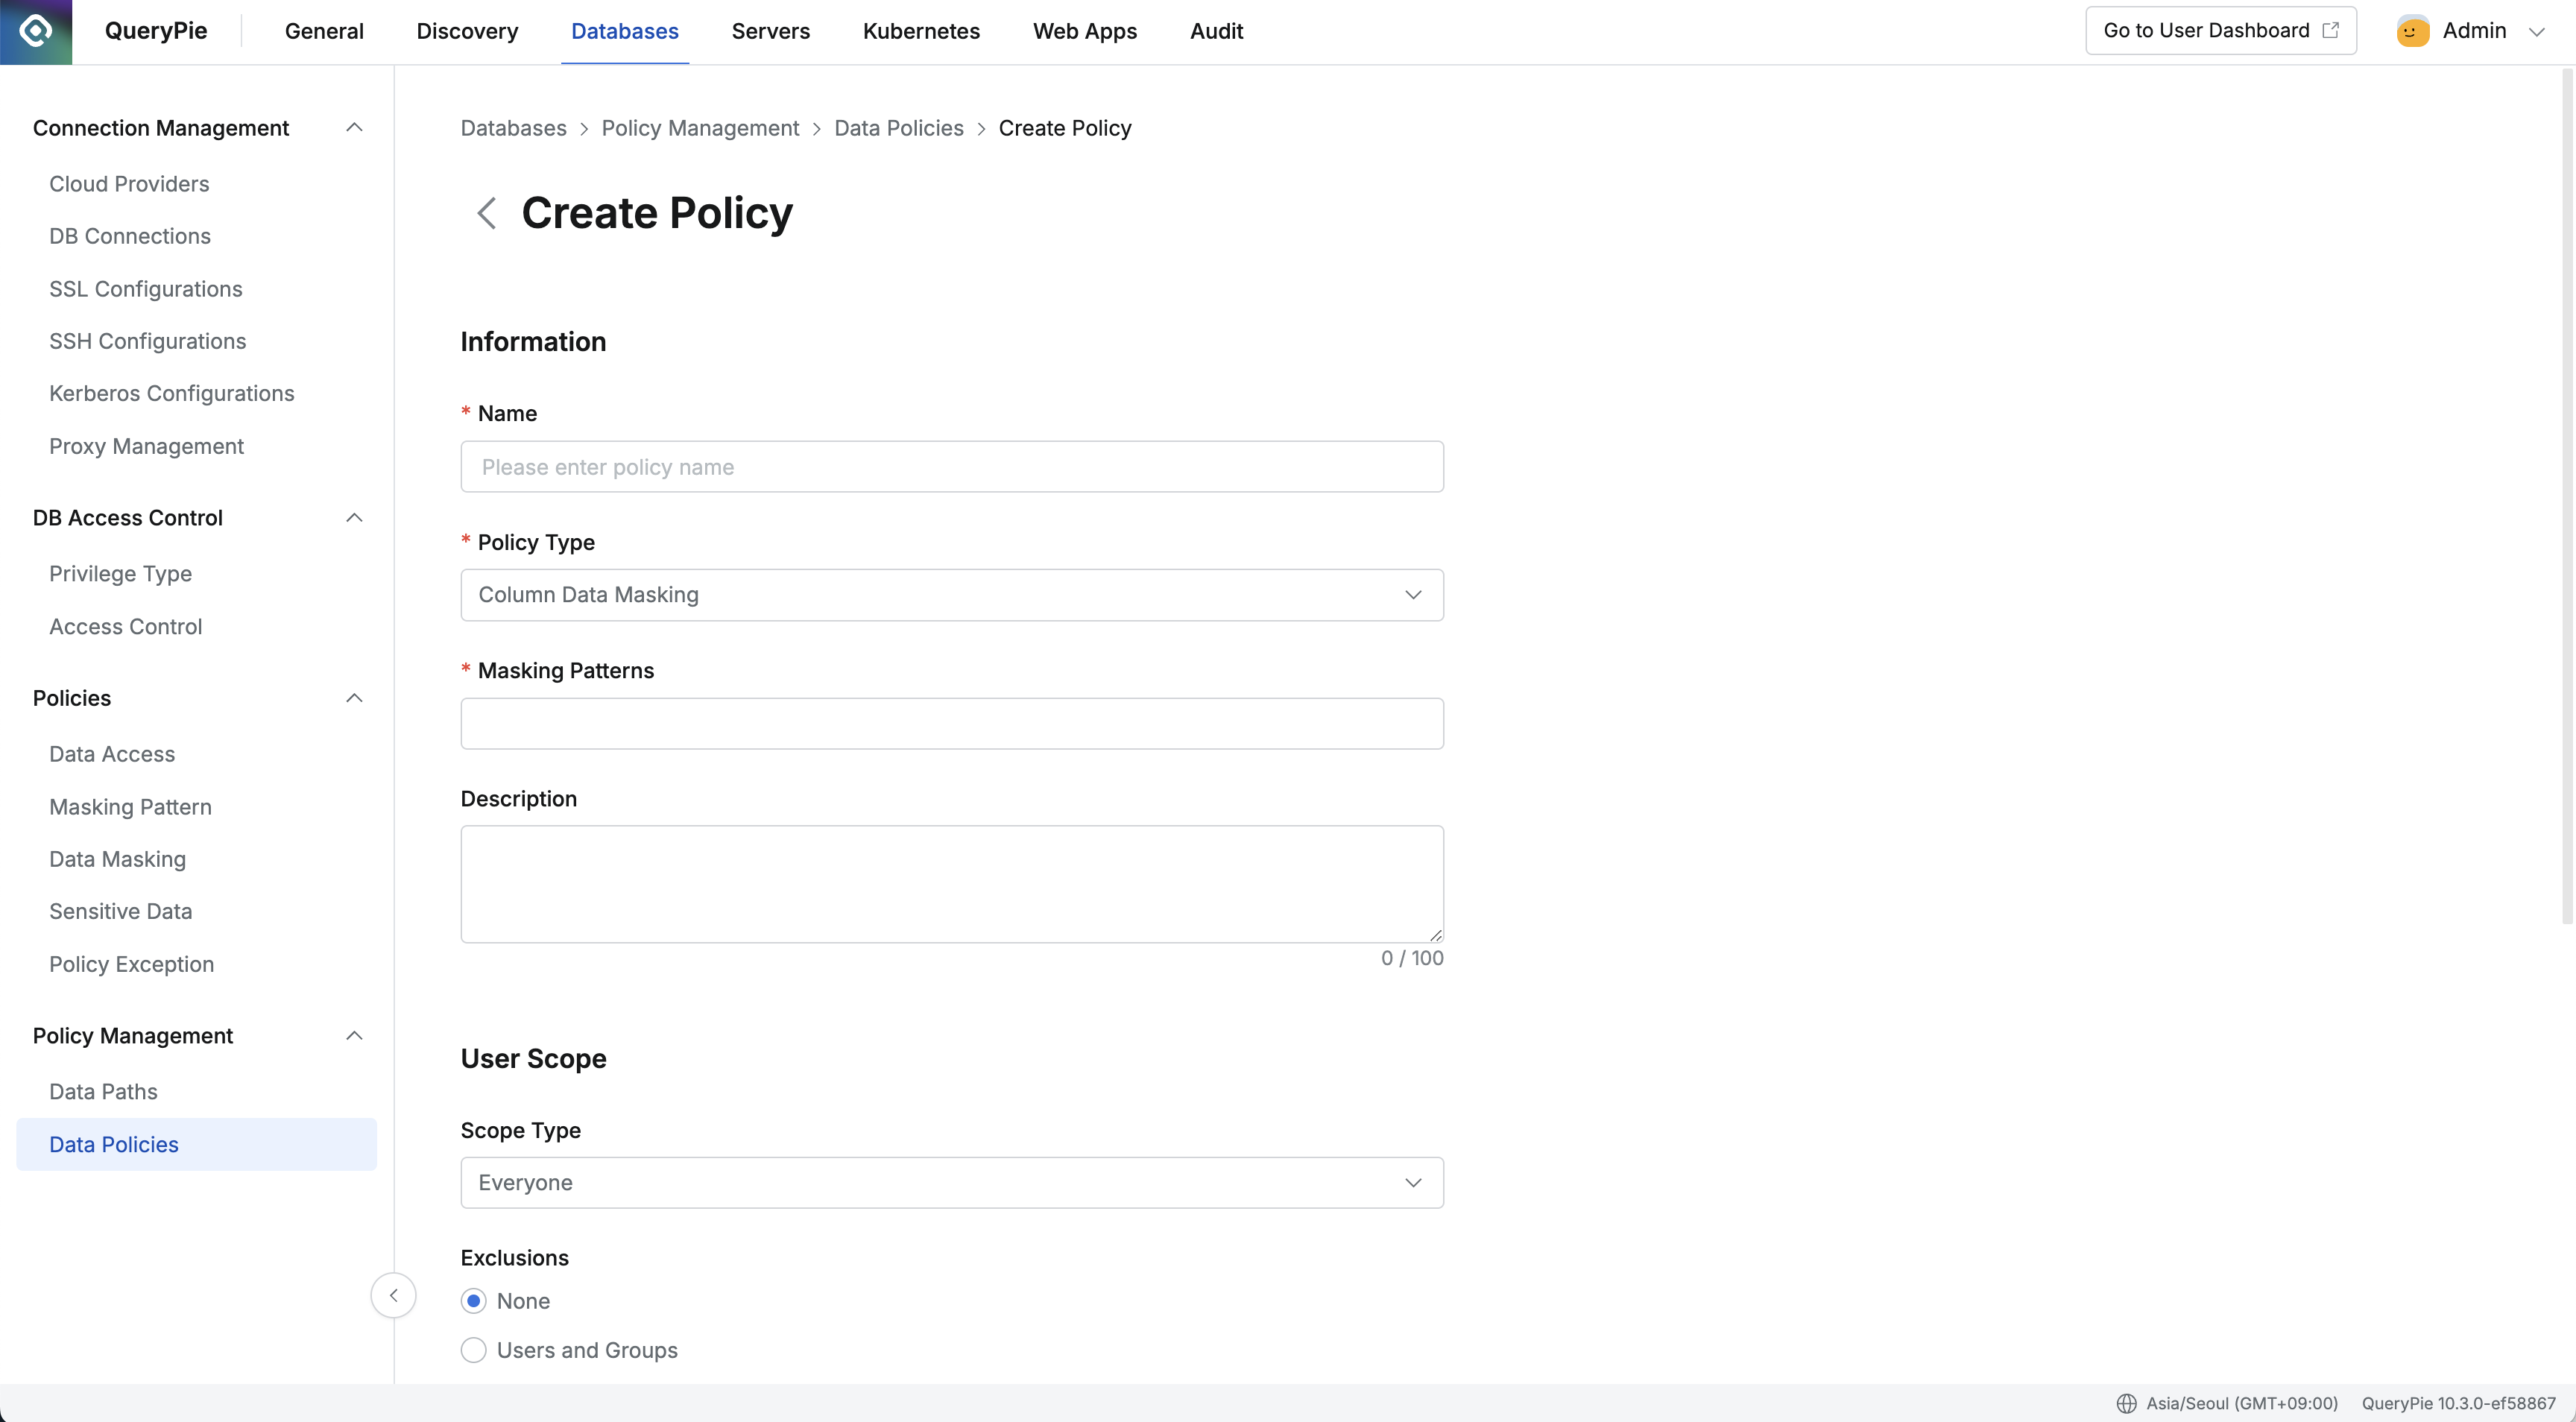 QueryPie
General
Discovery
Databases
Servers
Kubernetes
Web Apps
Audit
Go to User Dashboard
Admin
Connection Management
Cloud Providers
DB Connections
SSL Configurations
SSH Configurations
Kerberos Configurations
Proxy Management
DB Access Control
Privilege Type
Access Control
Policies
Data Access
Masking Pattern
Data Masking
Sensitive Data
Policy Exception
Policy Management
Data Paths
Data Policies
Databases > Policy Management > Data Policies > Create Policy
Create Policy
Information
* Name
Please enter policy name
* Policy Type
Column Data Masking
* Masking Patterns
Description
0 / 100
User Scope
Scope Type
Everyone
Exclusions
None
Users and Groups
Asia/Seoul (GMT+09:00)
QueryPie 10.3.0-ef58867